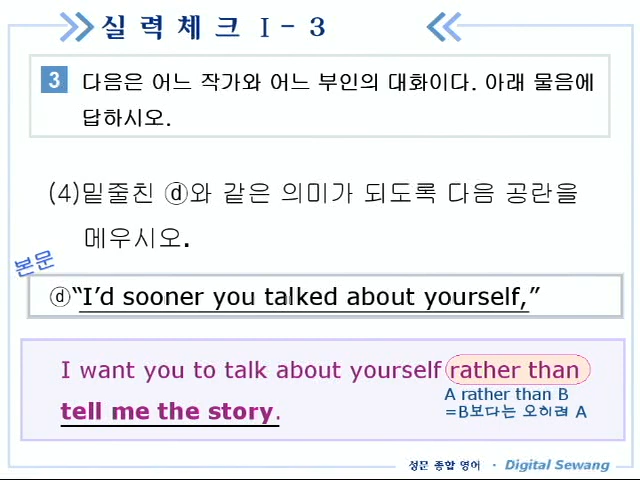 실 력 체 크 I - 3
3 다음은 어느 작가와 어느 부인의 대화이다. 아래 물음에
답하시오.
(4)밑줄친 ⓓ와 같은 의미가 되도록 다음 공란을
메우시오.
본문
ⓓ“I’d sooner you talked about yourself,”
I want you to talk about yourself rather than
A rather than B
tell me the story.
=B보다는 오히려 A
정문 종합 영어 · Digital Sewang